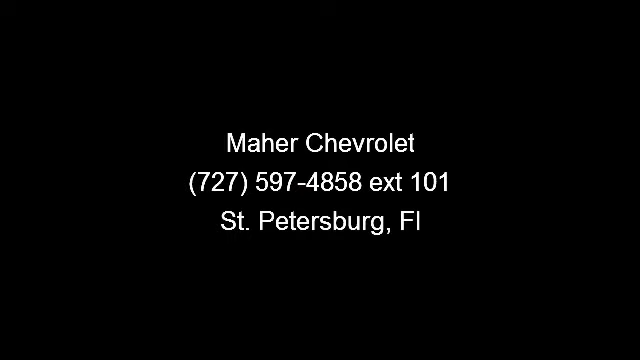 Maher Chevrolet
(727) 597-4858 ext 101
St. Petersburg, Fl